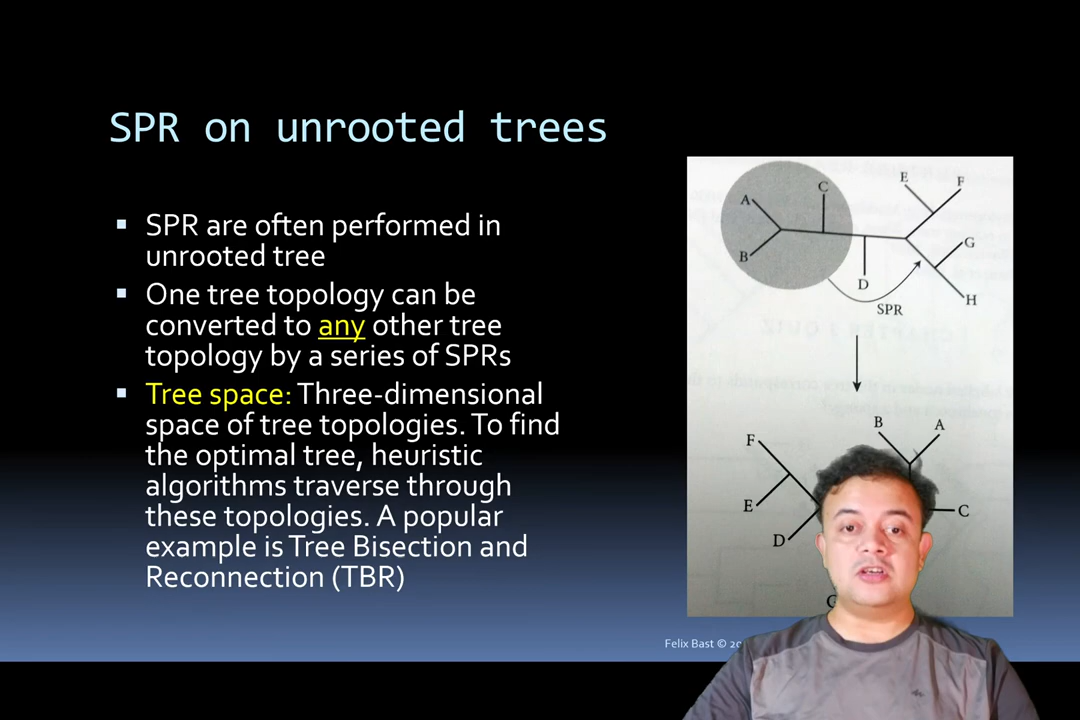 SPR on unrooted trees
SPR are often performed in
unrooted tree
One tree topology can be
converted to any other tree
topology by a series of SPRs
Tree space: Three-dimensional
space of tree topologies. To find
the optimal tree, heuristic
algorithms traverse through
these topologies. A popular
example is Tree Bisection and
Reconnection (TBR)
E
F
C
A
G
B
D
H
SPR
B
A
F
E
C
D
Felix Bast ©